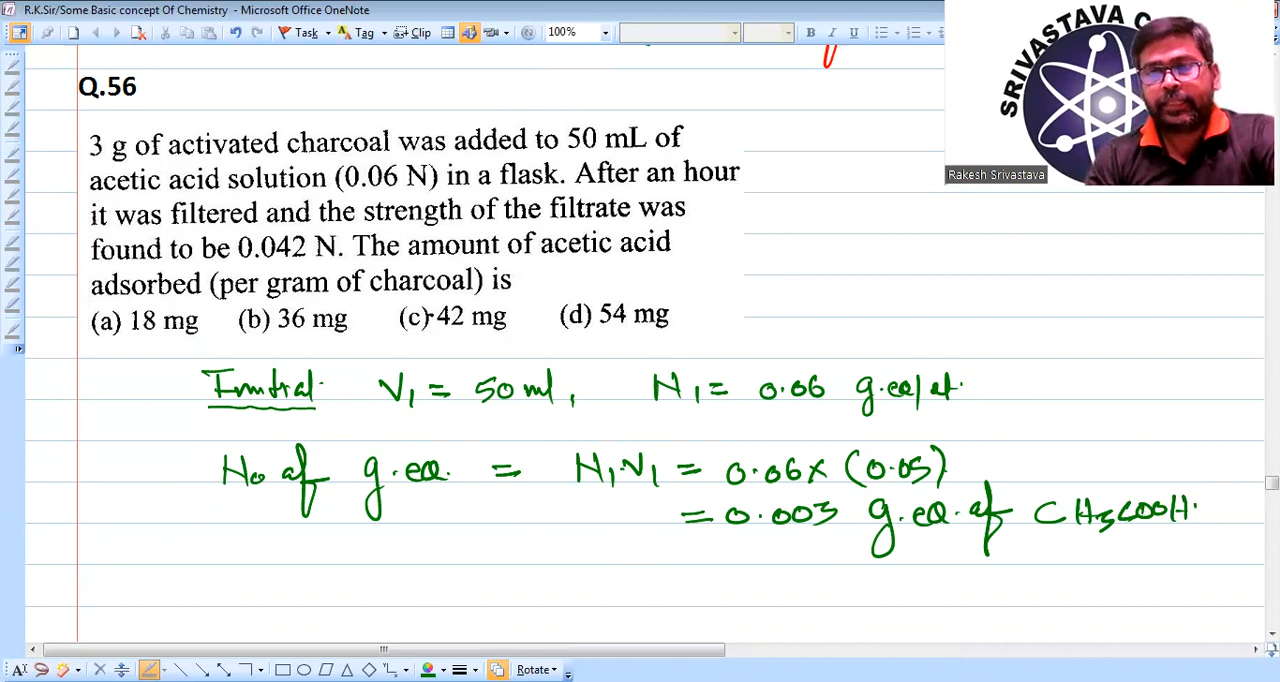 R.K.Sir/Some Basic concept Of Chemistry - Microsoft Office OneNote
Task Tag Clip 100% B I U
SRIVASTAVA C
Rakesh Srivastava
Q.56
3 g of activated charcoal was added to 50 mL of
acetic acid solution (0.06 N) in a flask. After an hour
it was filtered and the strength of the filtrate was
found to be 0.042 N. The amount of acetic acid
adsorbed (per gram of charcoal) is
(a) 18 mg (b) 36 mg (c) 42 mg (d) 54 mg
V1 = 50 ml, N1 = 0.06 g.eq/lt.
No of g.eq. = N1.V1 = 0.06 x (0.05)
= 0.003 g.eq. of CH3COOH.
Rotate